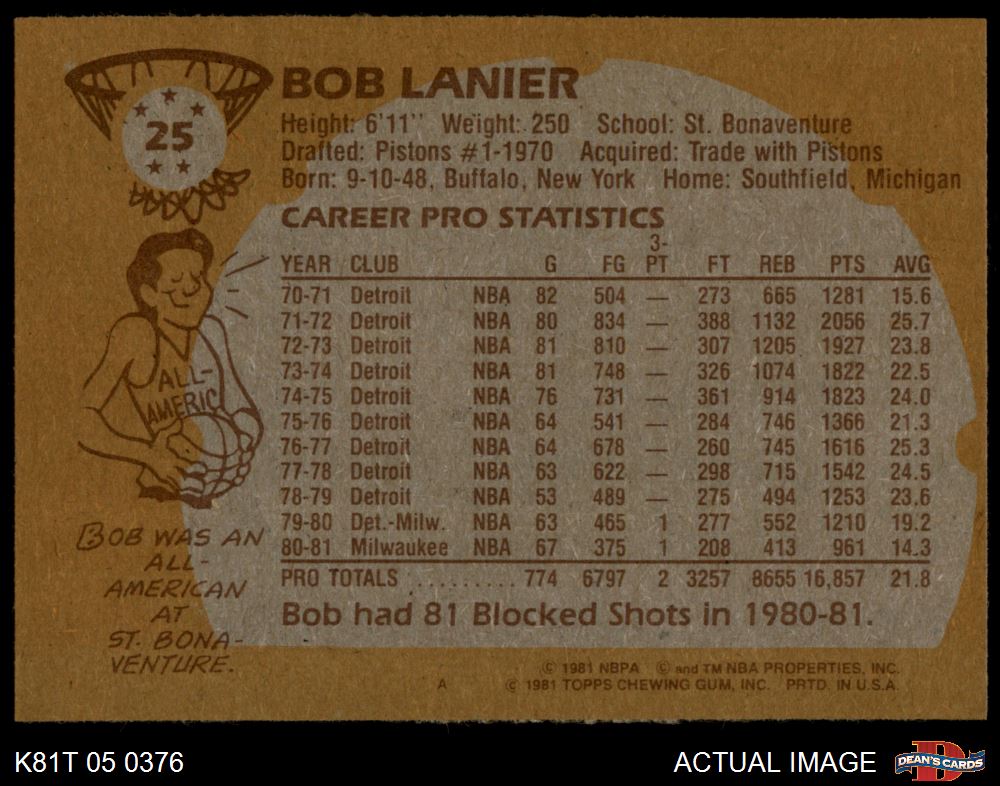 25
BOB LANIER
Height: 6'11" Weight: 250 School: St. Bonaventure
Drafted: Pistons #1-1970 Acquired: Trade with Pistons
Born: 9-10-48, Buffalo, New York Home: Southfield, Michigan
CAREER PRO STATISTICS
YEAR CLUB G FG 3-PT FT REB PTS AVG
70-71 Detroit NBA 82 504 — 273 665 1281 15.6
71-72 Detroit NBA 80 834 — 388 1132 2056 25.7
72-73 Detroit NBA 81 810 — 307 1205 1927 23.8
73-74 Detroit NBA 81 748 — 326 1074 1822 22.5
74-75 Detroit NBA 76 731 — 361 914 1823 24.0
75-76 Detroit NBA 64 541 — 284 746 1366 21.3
76-77 Detroit NBA 64 678 — 260 745 1616 25.3
77-78 Detroit NBA 63 622 — 298 715 1542 24.5
78-79 Detroit NBA 53 489 — 275 494 1253 23.6
79-80 Det.-Milw. NBA 63 465 1 277 552 1210 19.2
80-81 Milwaukee NBA 67 375 1 208 413 961 14.3
PRO TOTALS ......... 774 6797 2 3257 8655 16,857 21.8
Bob had 81 Blocked Shots in 1980-81.
ALL-
AMERIC
BOB WAS AN
ALL-
AMERICAN
AT
ST. BONA-
VENTURE.
© 1981 NBPA © and TM NBA PROPERTIES, INC.
A © 1981 TOPPS CHEWING GUM, INC. PRTD. IN U.S.A.
K81T 05 0376
ACTUAL IMAGE
D
DEAN'S CARDS